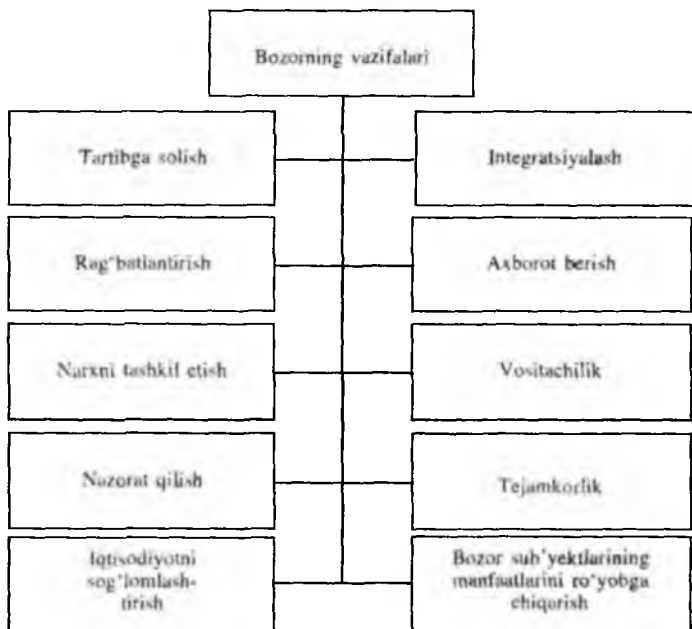 Bozorning vazifalari
Tartibga solish
Integratsiyalash
Rag‘batlantirish
Axborot berish
Narxni tashkil etish
Vositachilik
Nazorat qilish
Tejamkorlik
Iqtisodiyotni
sog‘lomlash-
tirish
Bozor sub’yektlarining
manfaatlarini ro‘yobga
chiqarish